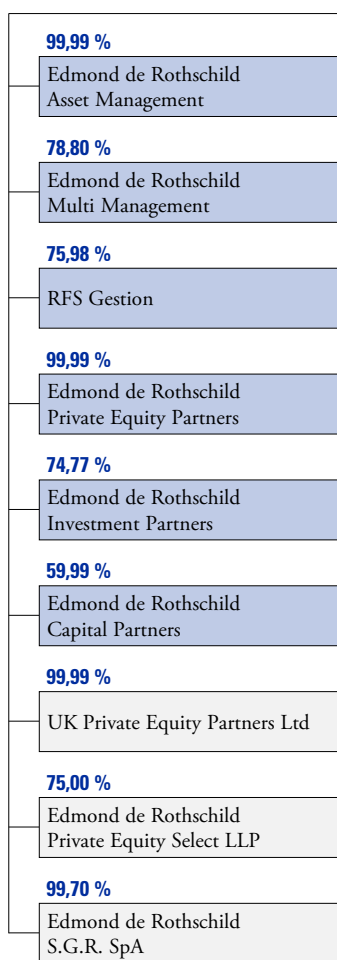 99,99 %
Edmond de Rothschild
Asset Management
78,80 %
Edmond de Rothschild
Multi Management
75,98 %
RFS Gestion
99,99 %
Edmond de Rothschild
Private Equity Partners
74,77 %
Edmond de Rothschild
Investment Partners
59,99 %
Edmond de Rothschild
Capital Partners
99,99 %
UK Private Equity Partners Ltd
75,00 %
Edmond de Rothschild
Private Equity Select LLP
99,70 %
Edmond de Rothschild
S.G.R. SpA